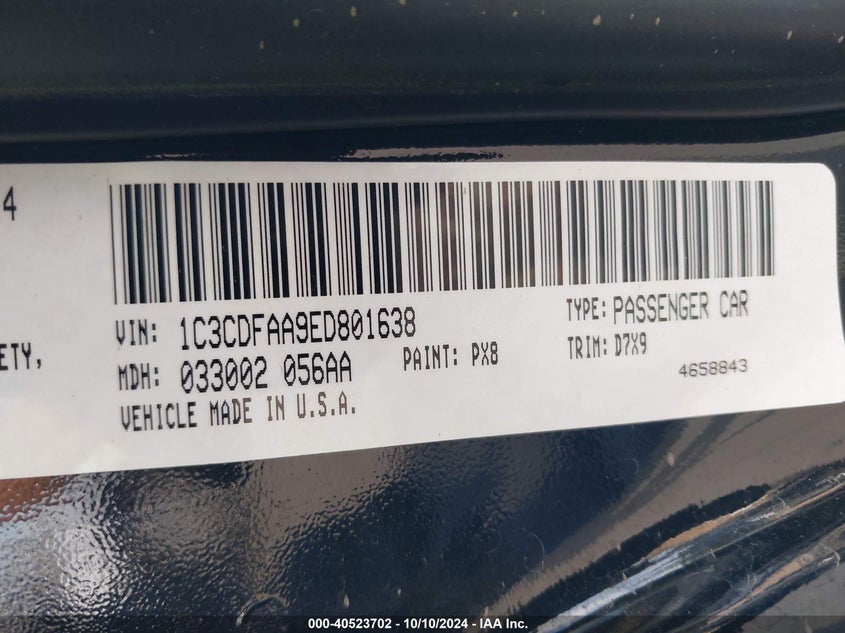 4
ETY,
VIN: 1C3CDFAA9ED801638
TYPE: PASSENGER CAR
MDH: 033002 056AA
PAINT: PX8
TRIM: D7X9
VEHICLE MADE IN U.S.A.
4658843
000-40523702 - 10/10/2024 - IAA Inc.